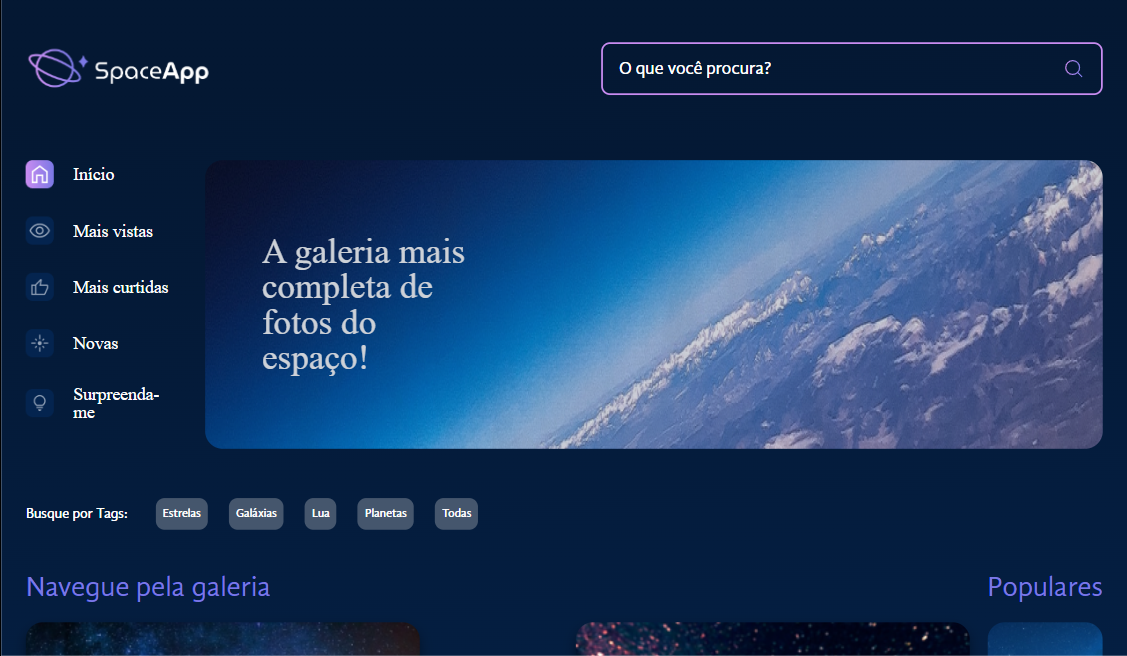 SpaceApp
O que você procura?
Início
Mais vistas
Mais curtidas
Novas
Surpreenda-
me
A galeria mais
completa de
fotos do
espaço!
Busque por Tags: Estrelas Galáxias Lua Planetas Todas
Navegue pela galeria
Populares